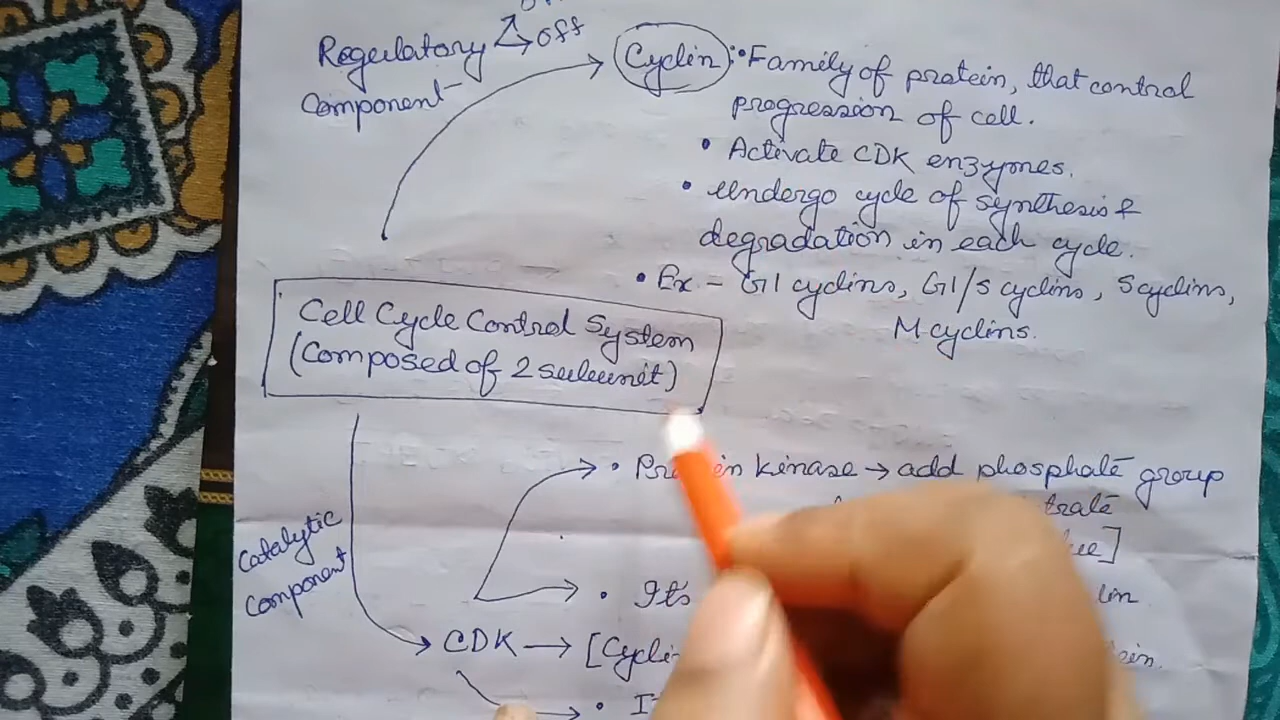 Regulatory
Component
Off
Cyclin :
• Family of protein, that control
progression of cell.
• Activate CDK enzymes.
• Undergo cycle of synthesis &
degradation in each cycle.
• Ex - G1 cyclins, G1/S cyclins, S cyclins,
M cyclins.
Cell Cycle Control System
(Composed of 2 subunit)
Catalytic
Component
• kinase → add phosphate group
• Its
CDK → [
•